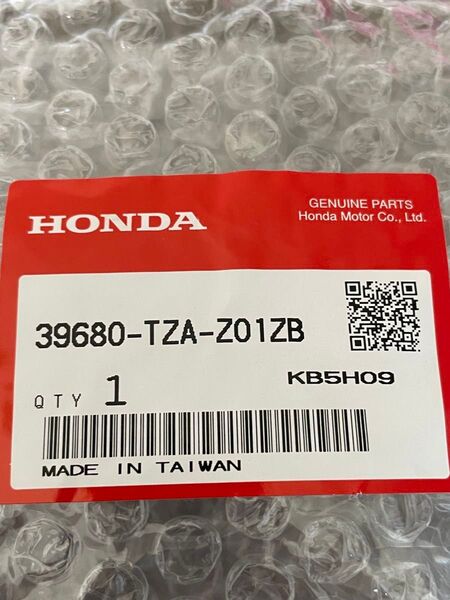 HONDA
GENUINE PARTS
Honda Motor Co., Ltd.
39680-TZA-Z01ZB
QTY 1
KB5H09
MADE IN TAIWAN